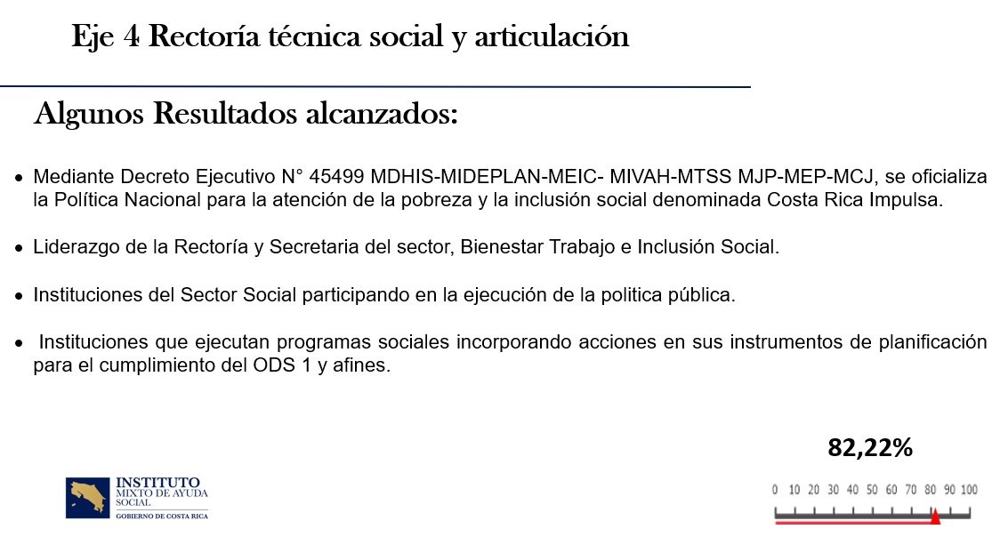 Eje 4 Rectoría técnica social y articulación
Algunos Resultados alcanzados:
• Mediante Decreto Ejecutivo N° 45499 MDHIS-MIDEPLAN-MEIC- MIVAH-MTSS MJP-MEP-MCJ, se oficializa
la Política Nacional para la atención de la pobreza y la inclusión social denominada Costa Rica Impulsa.
• Liderazgo de la Rectoría y Secretaria del sector, Bienestar Trabajo e Inclusión Social.
• Instituciones del Sector Social participando en la ejecución de la politica pública.
• Instituciones que ejecutan programas sociales incorporando acciones en sus instrumentos de planificación
para el cumplimiento del ODS 1 y afines.
82,22%
0 10 20 30 40 50 60 70 80 90 100
INSTITUTO
MIXTO DE AYUDA
SOCIAL
GOBIERNO DE COSTA RICA